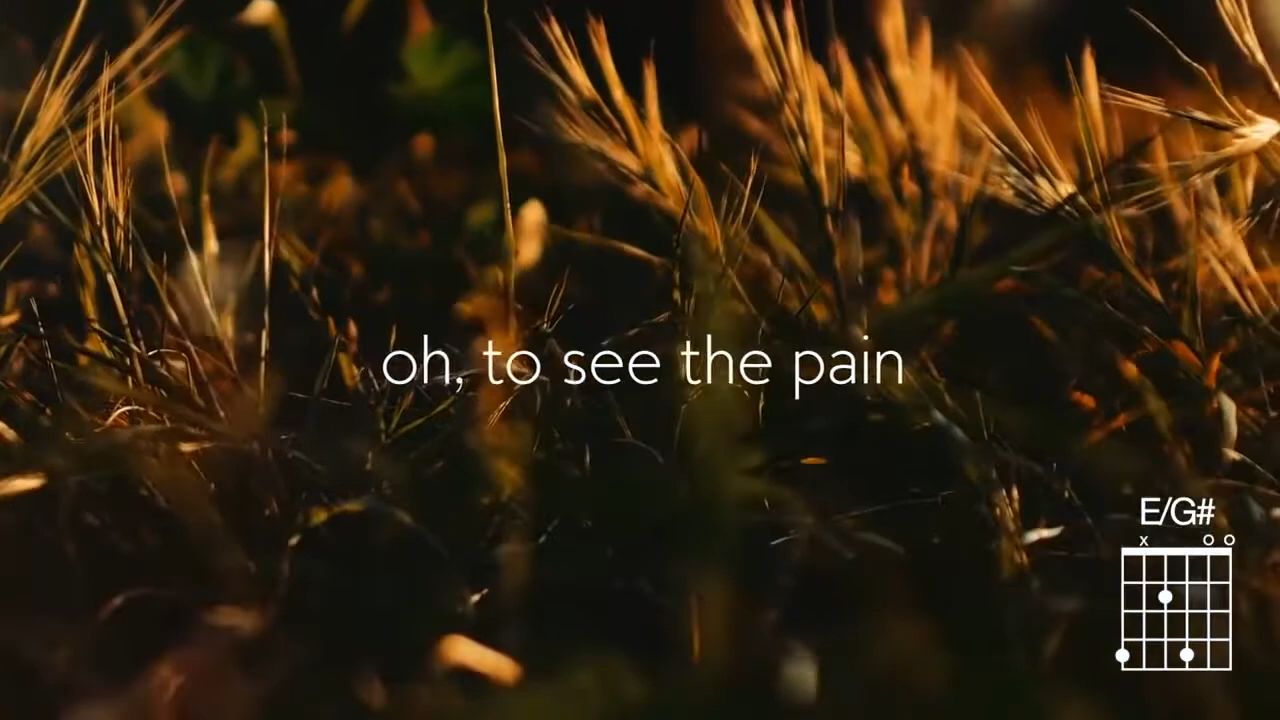 oh, to see the pain
E/G#
x o o